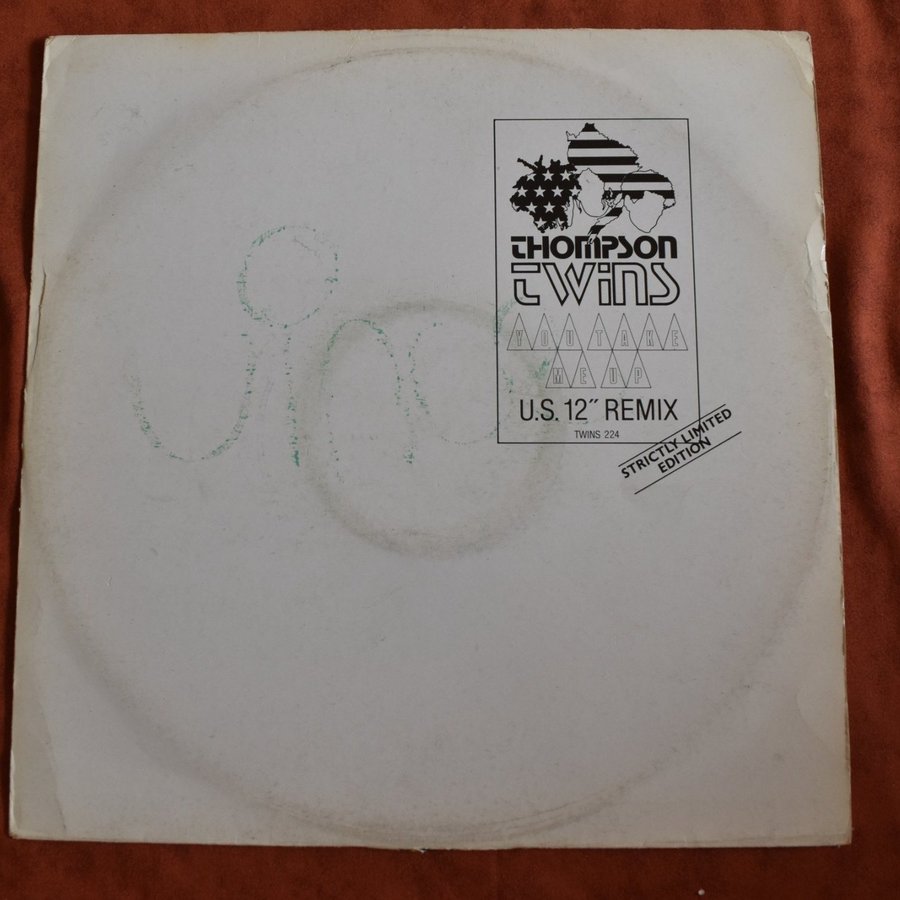 THOMPSON
TWINS
YOU TAKE
ME UP
U.S. 12″ REMIX
TWINS 224
STRICTLY LIMITED
EDITION